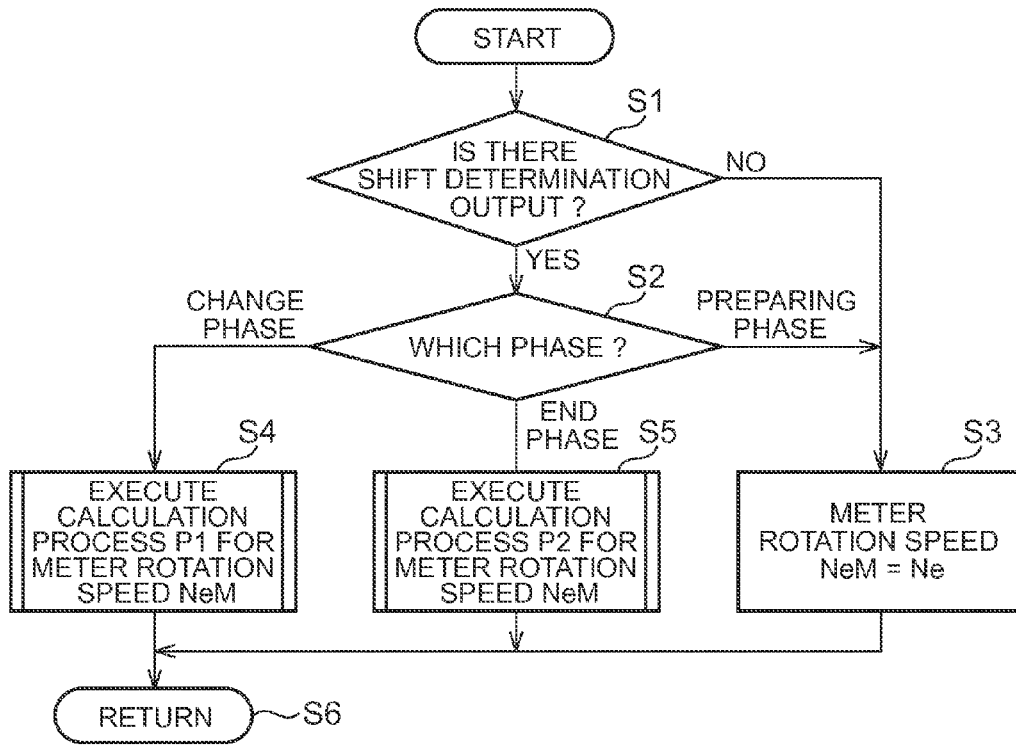 START
S1
IS THERE
SHIFT DETERMINATION
OUTPUT ?
NO
YES
S2
CHANGE
PHASE
PREPARING
PHASE
WHICH PHASE ?
END
PHASE
S4
S5
S3
EXECUTE
CALCULATION
PROCESS P1 FOR
METER ROTATION
SPEED NeM
EXECUTE
CALCULATION
PROCESS P2 FOR
METER ROTATION
SPEED NeM
METER
ROTATION SPEED
NeM = Ne
RETURN
S6